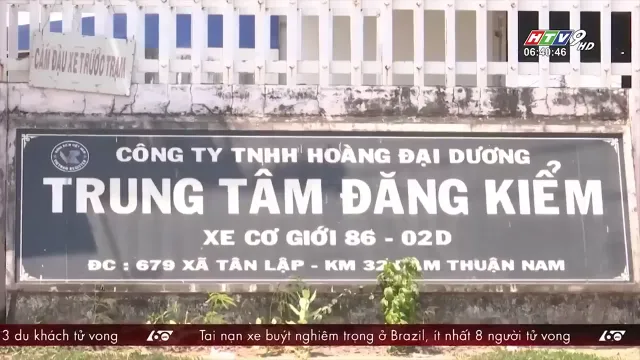 HTV9 HD
06:40:46
CẤM ĐẬU XE TRƯỚC TRẠM
CÔNG TY TNHH HOÀNG ĐẠI DƯƠNG
TRUNG TÂM ĐĂNG KIỂM
XE CƠ GIỚI 86 - 02D
ĐC : 679 XÃ TÂN LẬP - KM 32 THUẬN NAM
3 du khách tử vong 60 Tai nạn xe buýt nghiêm trọng ở Brazil, ít nhất 8 người tử vong 60